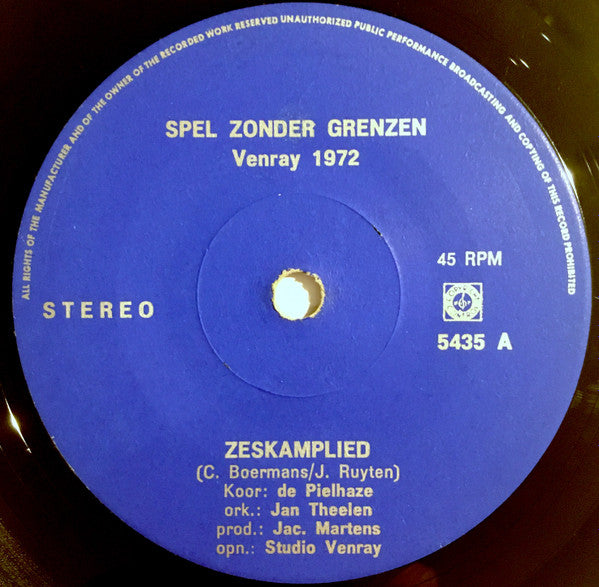 ALL RIGHTS OF THE MANUFACTURER AND OF THE OWNER OF THE RECORDED WORK RESERVED UNAUTHORIZED PUBLIC PERFORMANCE BROADCASTING AND COPYING OF THIS RECORD PROHIBITED
SPEL ZONDER GRENZEN
Venray 1972
45 RPM
STEREO
5435 A
ZESKAMPLIED
(C. Boermans/J. Ruyten)
Koor: de Pielhaze
ork.: Jan Theelen
prod.: Jac. Martens
opn.: Studio Venray